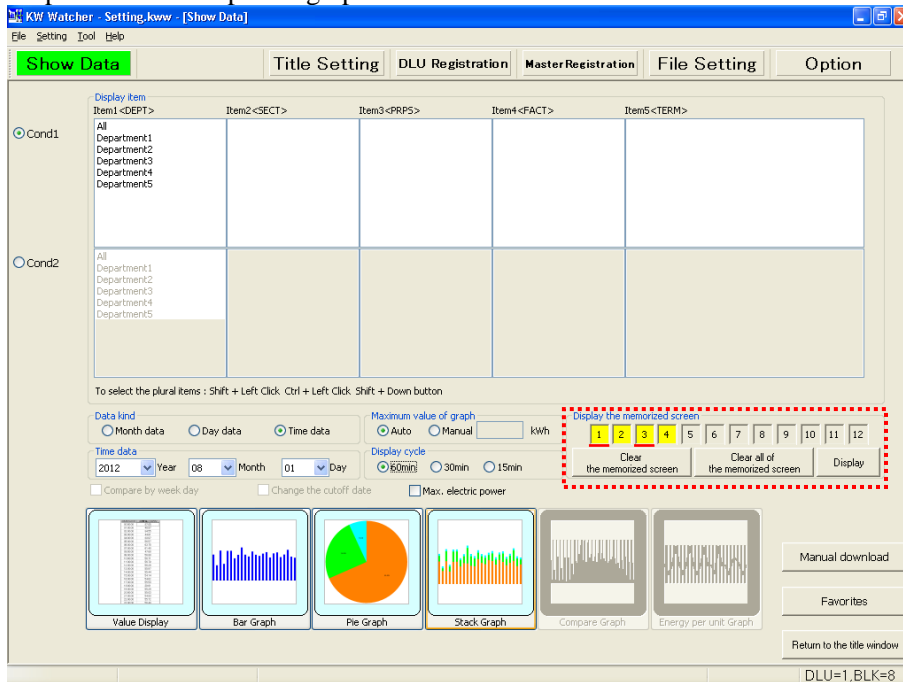 KW Watcher - Setting.kww - [Show Data]
File Setting Tool Help
Show Data Title Setting DLU Registration Master Registration File Setting Option
Display item
Item1<DEPT> Item2<SECT> Item3<PRPS> Item4<FACT> Item5<TERM>
Cond1
All
Department1
Department2
Department3
Department4
Department5
Cond2
All
Department1
Department2
Department3
Department4
Department5
To select the plural items : Shift + Left Click Ctrl + Left Click Shift + Down button
Data kind
Month data Day data Time data
Maximum value of graph
Auto Manual kWh
Display the memorized screen
1 2 3 4 5 6 7 8 9 10 11 12
Clear
the memorized screen
Clear all of
the memorized screen
Display
Time data
2012 Year 08 Month 01 Day
Display cycle
60min 30min 15min
Compare by week day Change the cutoff date Max. electric power
Value Display Bar Graph Pie Graph Stack Graph Compare Graph Energy per unit Graph
Manual download
Favorites
Return to the title window
DLU=1,BLK=8